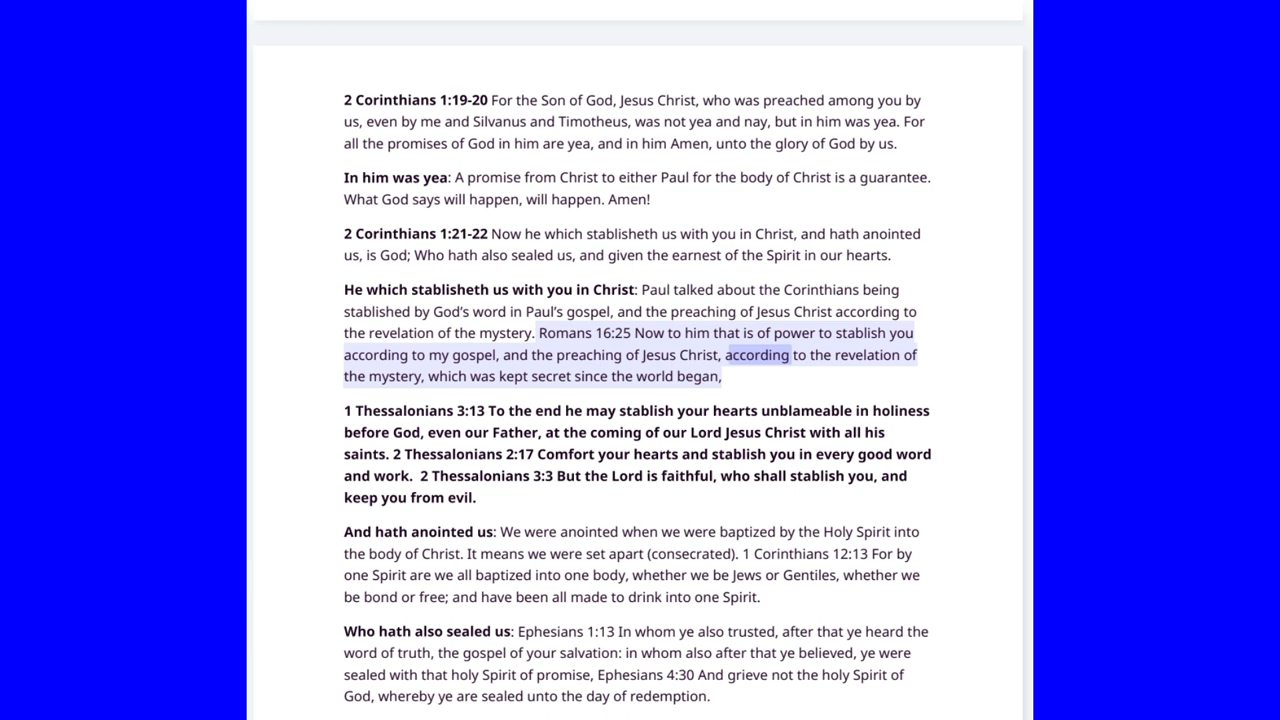 2 Corinthians 1:19-20 For the Son of God, Jesus Christ, who was preached among you by
us, even by me and Silvanus and Timotheus, was not yea and nay, but in him was yea. For
all the promises of God in him are yea, and in him Amen, unto the glory of God by us.
In him was yea: A promise from Christ to either Paul for the body of Christ is a guarantee.
What God says will happen, will happen. Amen!
2 Corinthians 1:21-22 Now he which stablisheth us with you in Christ, and hath anointed
us, is God; Who hath also sealed us, and given the earnest of the Spirit in our hearts.
He which stablisheth us with you in Christ: Paul talked about the Corinthians being
stablished by God’s word in Paul’s gospel, and the preaching of Jesus Christ according to
the revelation of the mystery. Romans 16:25 Now to him that is of power to stablish you
according to my gospel, and the preaching of Jesus Christ, according to the revelation of
the mystery, which was kept secret since the world began,
1 Thessalonians 3:13 To the end he may stablish your hearts unblameable in holiness
before God, even our Father, at the coming of our Lord Jesus Christ with all his
saints. 2 Thessalonians 2:17 Comfort your hearts and stablish you in every good word
and work.  2 Thessalonians 3:3 But the Lord is faithful, who shall stablish you, and
keep you from evil.
And hath anointed us: We were anointed when we were baptized by the Holy Spirit into
the body of Christ. It means we were set apart (consecrated). 1 Corinthians 12:13 For by
one Spirit are we all baptized into one body, whether we be Jews or Gentiles, whether we
be bond or free; and have been all made to drink into one Spirit.
Who hath also sealed us: Ephesians 1:13 In whom ye also trusted, after that ye heard the
word of truth, the gospel of your salvation: in whom also after that ye believed, ye were
sealed with that holy Spirit of promise, Ephesians 4:30 And grieve not the holy Spirit of
God, whereby ye are sealed unto the day of redemption.